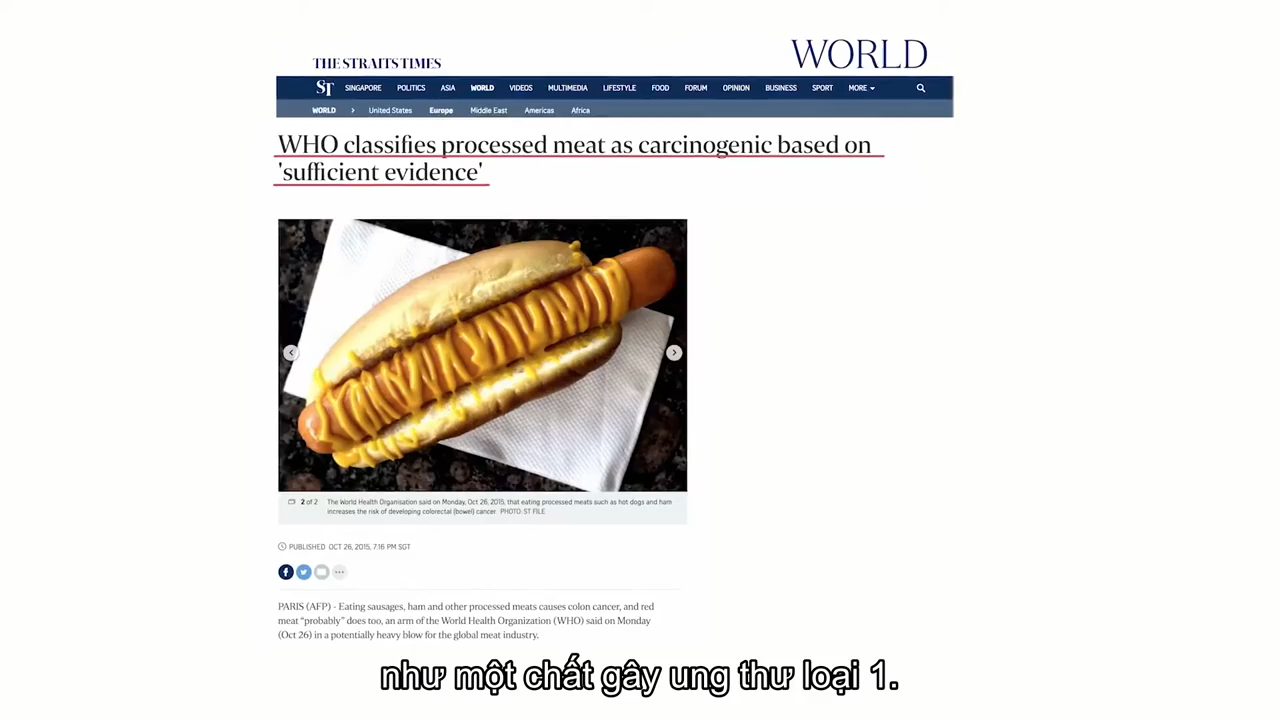 THE STRAITS TIMES
WORLD
ST SINGAPORE POLITICS ASIA WORLD VIDEOS MULTIMEDIA LIFESTYLE FOOD FORUM OPINION BUSINESS SPORT MORE
WORLD > United States Europe Middle East Americas Africa
WHO classifies processed meat as carcinogenic based on
'sufficient evidence'
2 of 2 The World Health Organisation said on Monday, Oct 26, 2015, that eating processed meats such as hot dogs and ham
increases the risk of developing colorectal (bowel) cancer. PHOTO: ST FILE
PUBLISHED OCT 26, 2015, 7:16 PM SGT
PARIS (AFP) - Eating sausages, ham and other processed meats causes colon cancer, and red
meat "probably" does too, an arm of the World Health Organization (WHO) said on Monday
(Oct 26) in a potentially heavy blow for the global meat industry.
như một chất gây ung thư loại 1.